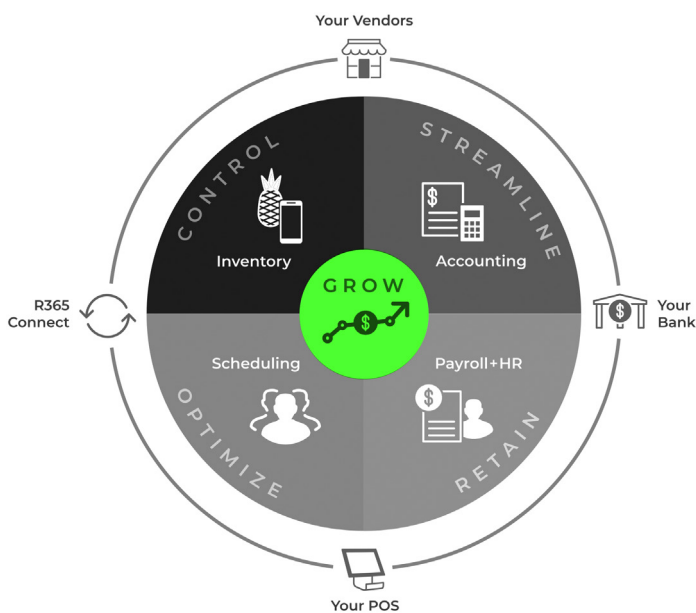 Your Vendors
CONTROL
STREAMLINE
$
Inventory
Accounting
GROW
$
R365
Connect
$
Your
Bank
Scheduling
Payroll+HR
$
OPTIMIZE
RETAIN
Your POS